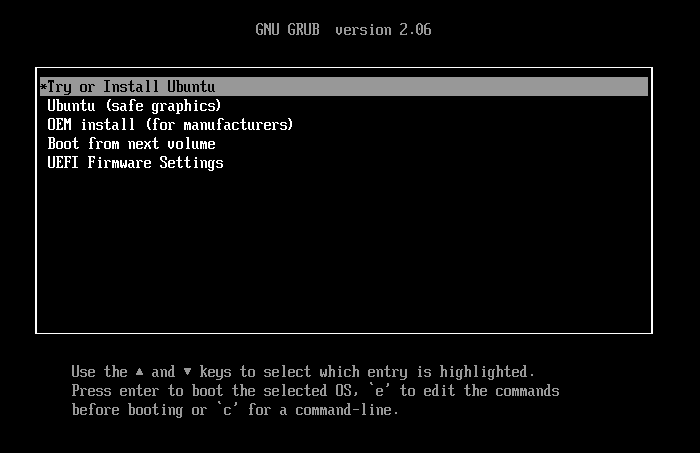 GNU GRUB  version 2.06
*Try or Install Ubuntu
Ubuntu (safe graphics)
OEM install (for manufacturers)
Boot from next volume
UEFI Firmware Settings
Use the ▲ and ▼ keys to select which entry is highlighted.
Press enter to boot the selected OS, `e' to edit the commands
before booting or `c' for a command-line.